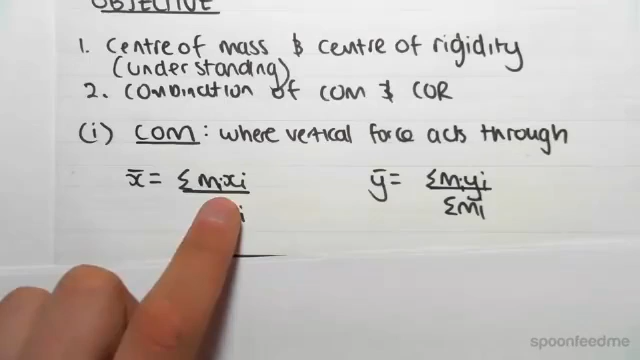 OBJECTIVE
1. Centre of mass & centre of rigidity
(understanding)
2. Combination of COM & COR
(i) COM: where vertical force acts through
x̄ = Σmixi ȳ = Σmiyi
i Σmi
spoonfeedme